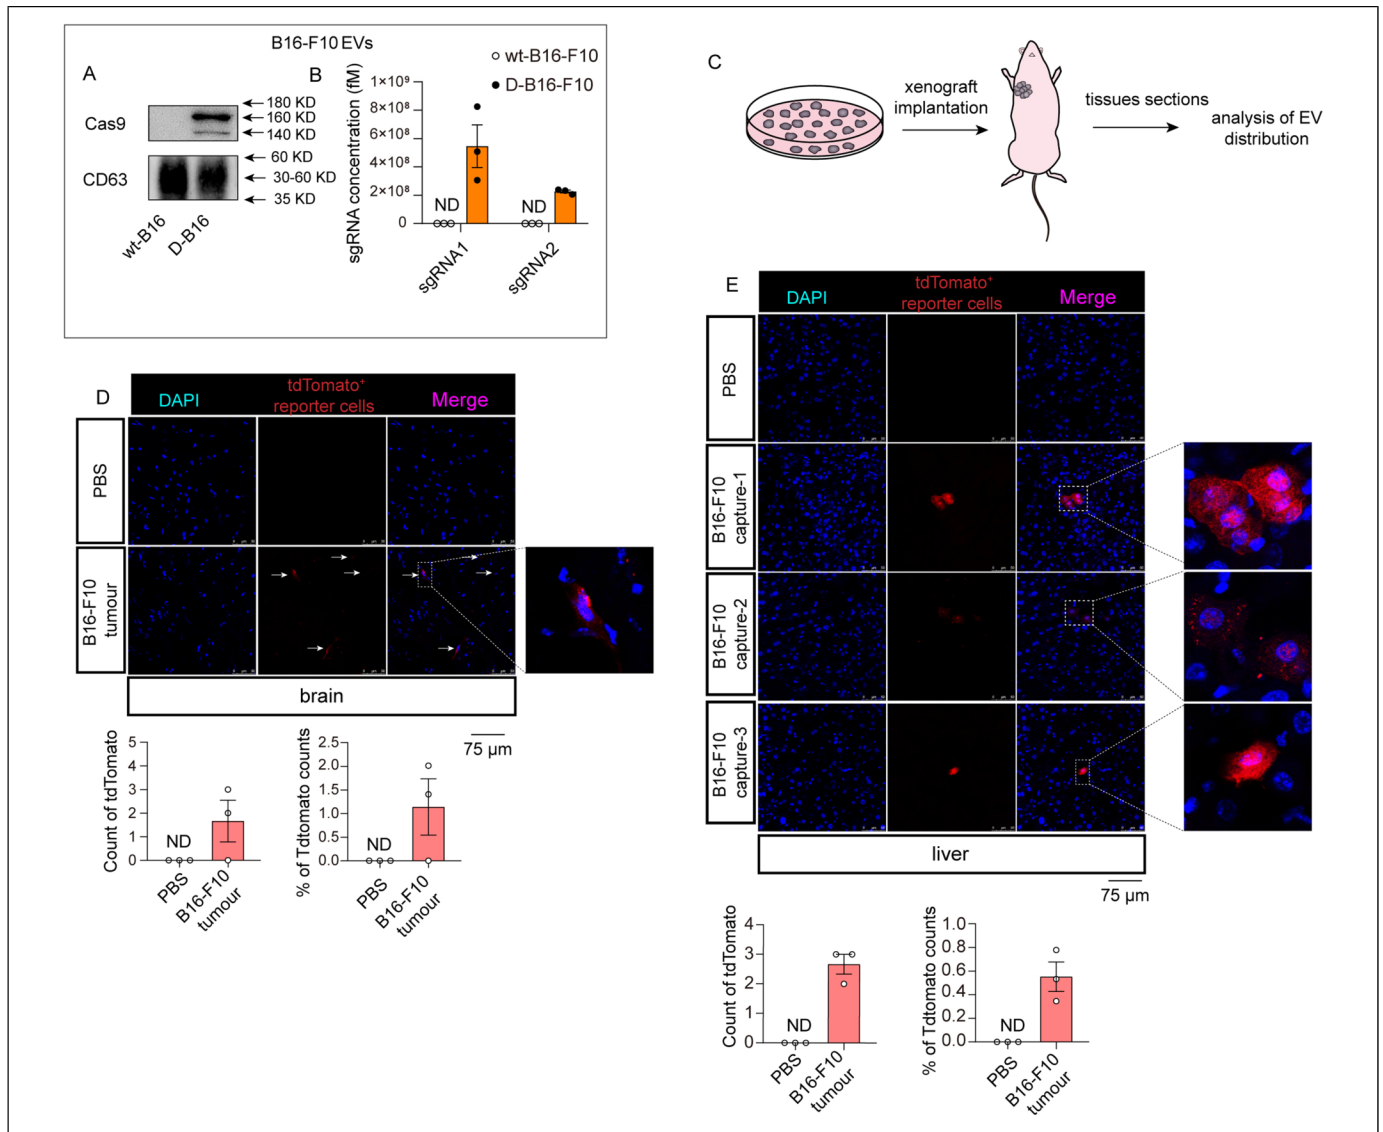 B16-F10 EVs
A
Cas9
180 KD
160 KD
140 KD
CD63
60 KD
30-60 KD
35 KD
wt-B16
D-B16
B
wt-B16-F10
D-B16-F10
sgRNA concentration (fM)
1×10⁹
8×10⁸
6×10⁸
4×10⁸
2×10⁸
0
ND
ND
sgRNA1
sgRNA2
C
xenograft
implantation
tissues sections
analysis of EV
distribution
D
DAPI
tdTomato⁺
reporter cells
Merge
PBS
B16-F10
tumour
brain
75 μm
Count of tdTomato
5
4
3
2
1
0
ND
PBS
B16-F10
tumour
% of Tdtomato counts
2.5
2.0
1.5
1.0
0.5
0.0
ND
PBS
B16-F10
tumour
E
DAPI
tdTomato⁺
reporter cells
Merge
PBS
B16-F10
capture-1
B16-F10
capture-2
B16-F10
capture-3
liver
75 μm
Count of tdTomato
4
3
2
1
0
ND
PBS
B16-F10
tumour
% of Tdtomato counts
1.0
0.8
0.6
0.4
0.2
0.0
ND
PBS
B16-F10
tumour